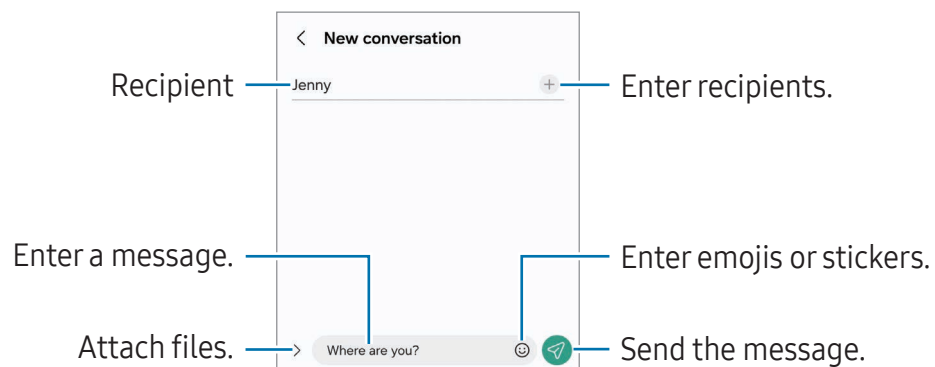 New conversation
Recipient
Jenny
Enter recipients.
Enter a message.
Enter emojis or stickers.
Attach files.
Where are you?
Send the message.